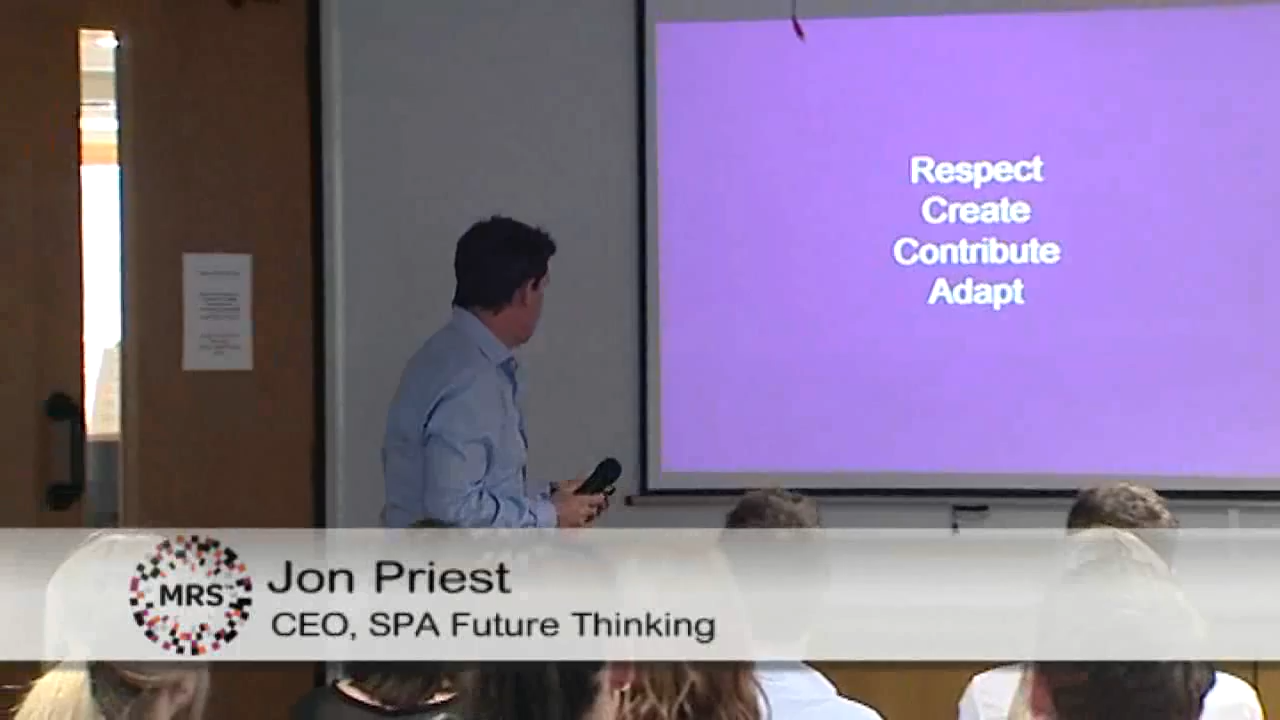 Respect
Create
Contribute
Adapt
MRS
Jon Priest
CEO, SPA Future Thinking